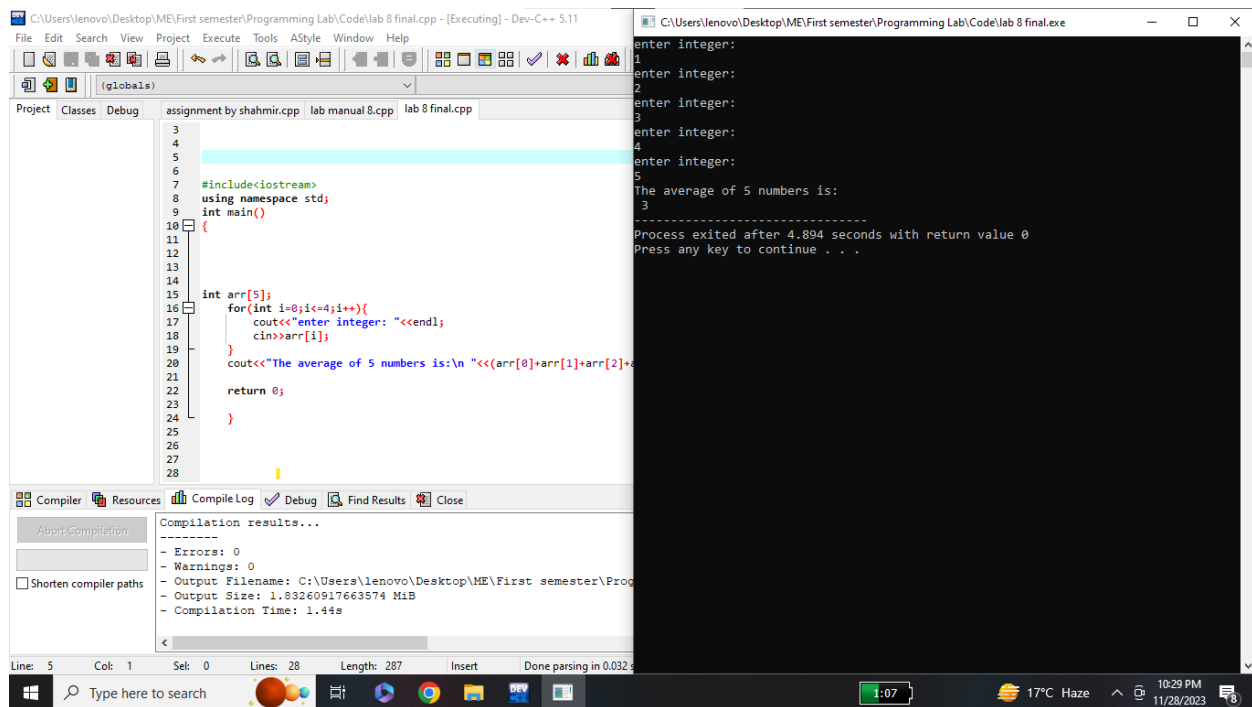 C:\Users\lenovo\Desktop\ME\First semester\Programming Lab\Code\lab 8 final.cpp - [Executing] - Dev-C++ 5.11
File Edit Search View Project Execute Tools AStyle Window Help
(globals)
Project Classes Debug
assignment by shahmir.cpp lab manual 8.cpp lab 8 final.cpp
3
4
5
6
7 #include<iostream>
8 using namespace std;
9 int main()
10 {
11
12
13
14
15 int arr[5];
16 for(int i=0;i<=4;i++){
17 cout<<"enter integer: "<<endl;
18 cin>>arr[i];
19 }
20 cout<<"The average of 5 numbers is:\n "<<(arr[0]+arr[1]+arr[2]+a
21
22 return 0;
23
24 }
25
26
27
28
Compiler Resources Compile Log Debug Find Results Close
Abort Compilation
Shorten compiler paths
Compilation results...
--------
- Errors: 0
- Warnings: 0
- Output Filename: C:\Users\lenovo\Desktop\ME\First semester\Prog
- Output Size: 1.83260917663574 MiB
- Compilation Time: 1.44s
Line: 5 Col: 1 Sel: 0 Lines: 28 Length: 287 Insert Done parsing in 0.032 s
C:\Users\lenovo\Desktop\ME\First semester\Programming Lab\Code\lab 8 final.exe
enter integer:
1
enter integer:
2
enter integer:
3
enter integer:
4
enter integer:
5
The average of 5 numbers is:
3
--------------------------------
Process exited after 4.894 seconds with return value 0
Press any key to continue . . .
Type here to search
DEV
1:07
17°C Haze
10:29 PM
11/28/2023
8